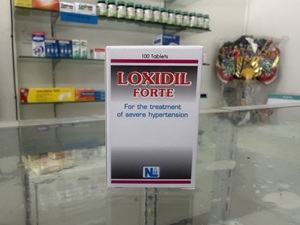 100 Tablets
LOXIDIL
FORTE
For the treatment
of severe hypertension